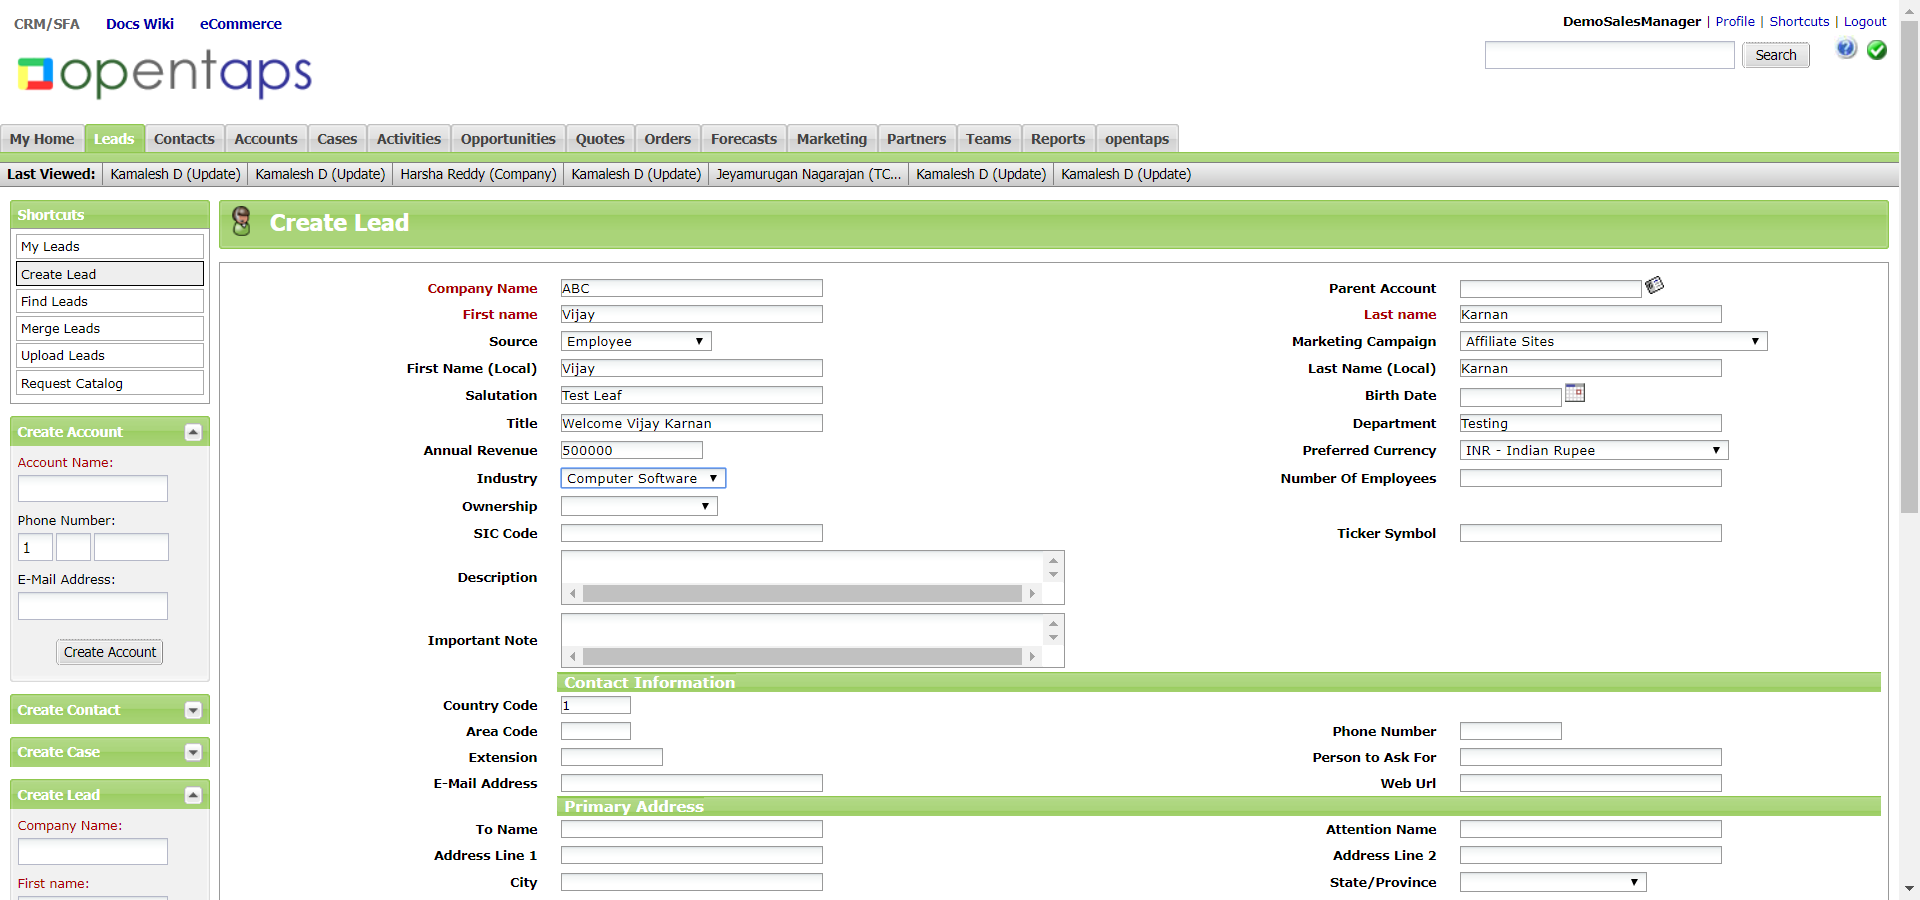 CRM/SFA Docs Wiki eCommerce
DemoSalesManager | Profile | Shortcuts | Logout
Search
opentaps
My Home Leads Contacts Accounts Cases Activities Opportunities Quotes Orders Forecasts Marketing Partners Teams Reports opentaps
Last Viewed: Kamalesh D (Update) Kamalesh D (Update) Harsha Reddy (Company) Kamalesh D (Update) Jeyamurugan Nagarajan (TC... Kamalesh D (Update) Kamalesh D (Update)
Shortcuts
My Leads
Create Lead
Find Leads
Merge Leads
Upload Leads
Request Catalog
Create Account
Account Name:
Phone Number:
1
E-Mail Address:
Create Account
Create Contact
Create Case
Create Lead
Company Name:
First name:
Create Lead
Company Name ABC Parent Account
First name Vijay Last name Karnan
Source Employee Marketing Campaign Affiliate Sites
First Name (Local) Vijay Last Name (Local) Karnan
Salutation Test Leaf Birth Date
Title Welcome Vijay Karnan Department Testing
Annual Revenue 500000 Preferred Currency INR - Indian Rupee
Industry Computer Software Number Of Employees
Ownership
SIC Code Ticker Symbol
Description
Important Note
Contact Information
Country Code 1
Area Code Phone Number
Extension Person to Ask For
E-Mail Address Web Url
Primary Address
To Name Attention Name
Address Line 1 Address Line 2
City State/Province